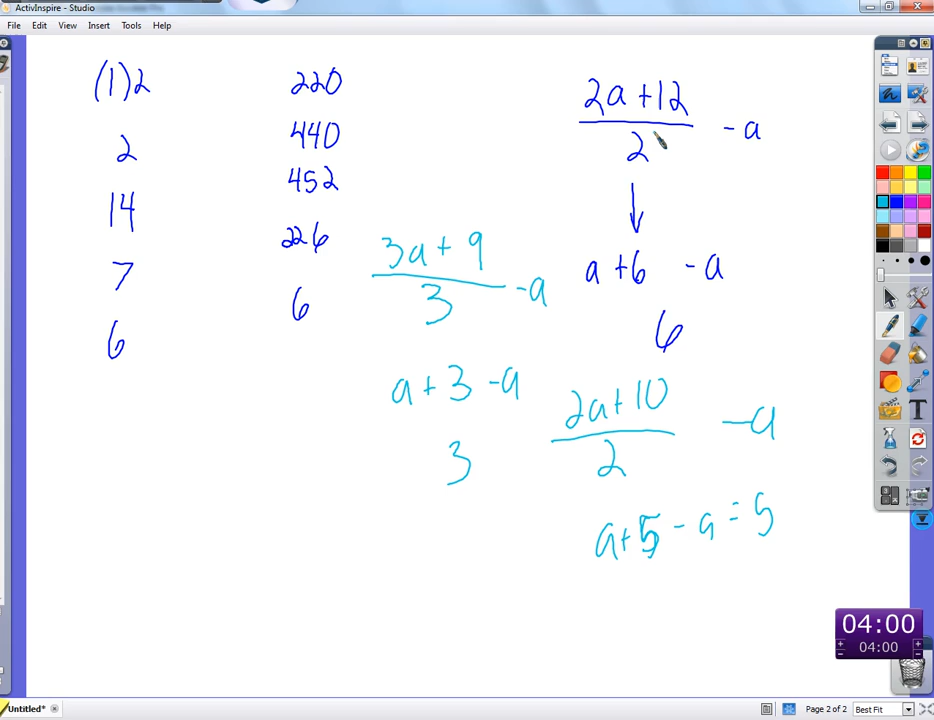 ActivInspire - Studio
File Edit View Insert Tools Help
(1)2
2
14
7
6
220
440
452
226
6
2a+12
2
-a
a+6 -a
6
3a+9
3
-a
a+3-a
3
2a+10
2
-a
a+5-a=5
04:00
04:00
Untitled*
Page 2 of 2
Best Fit